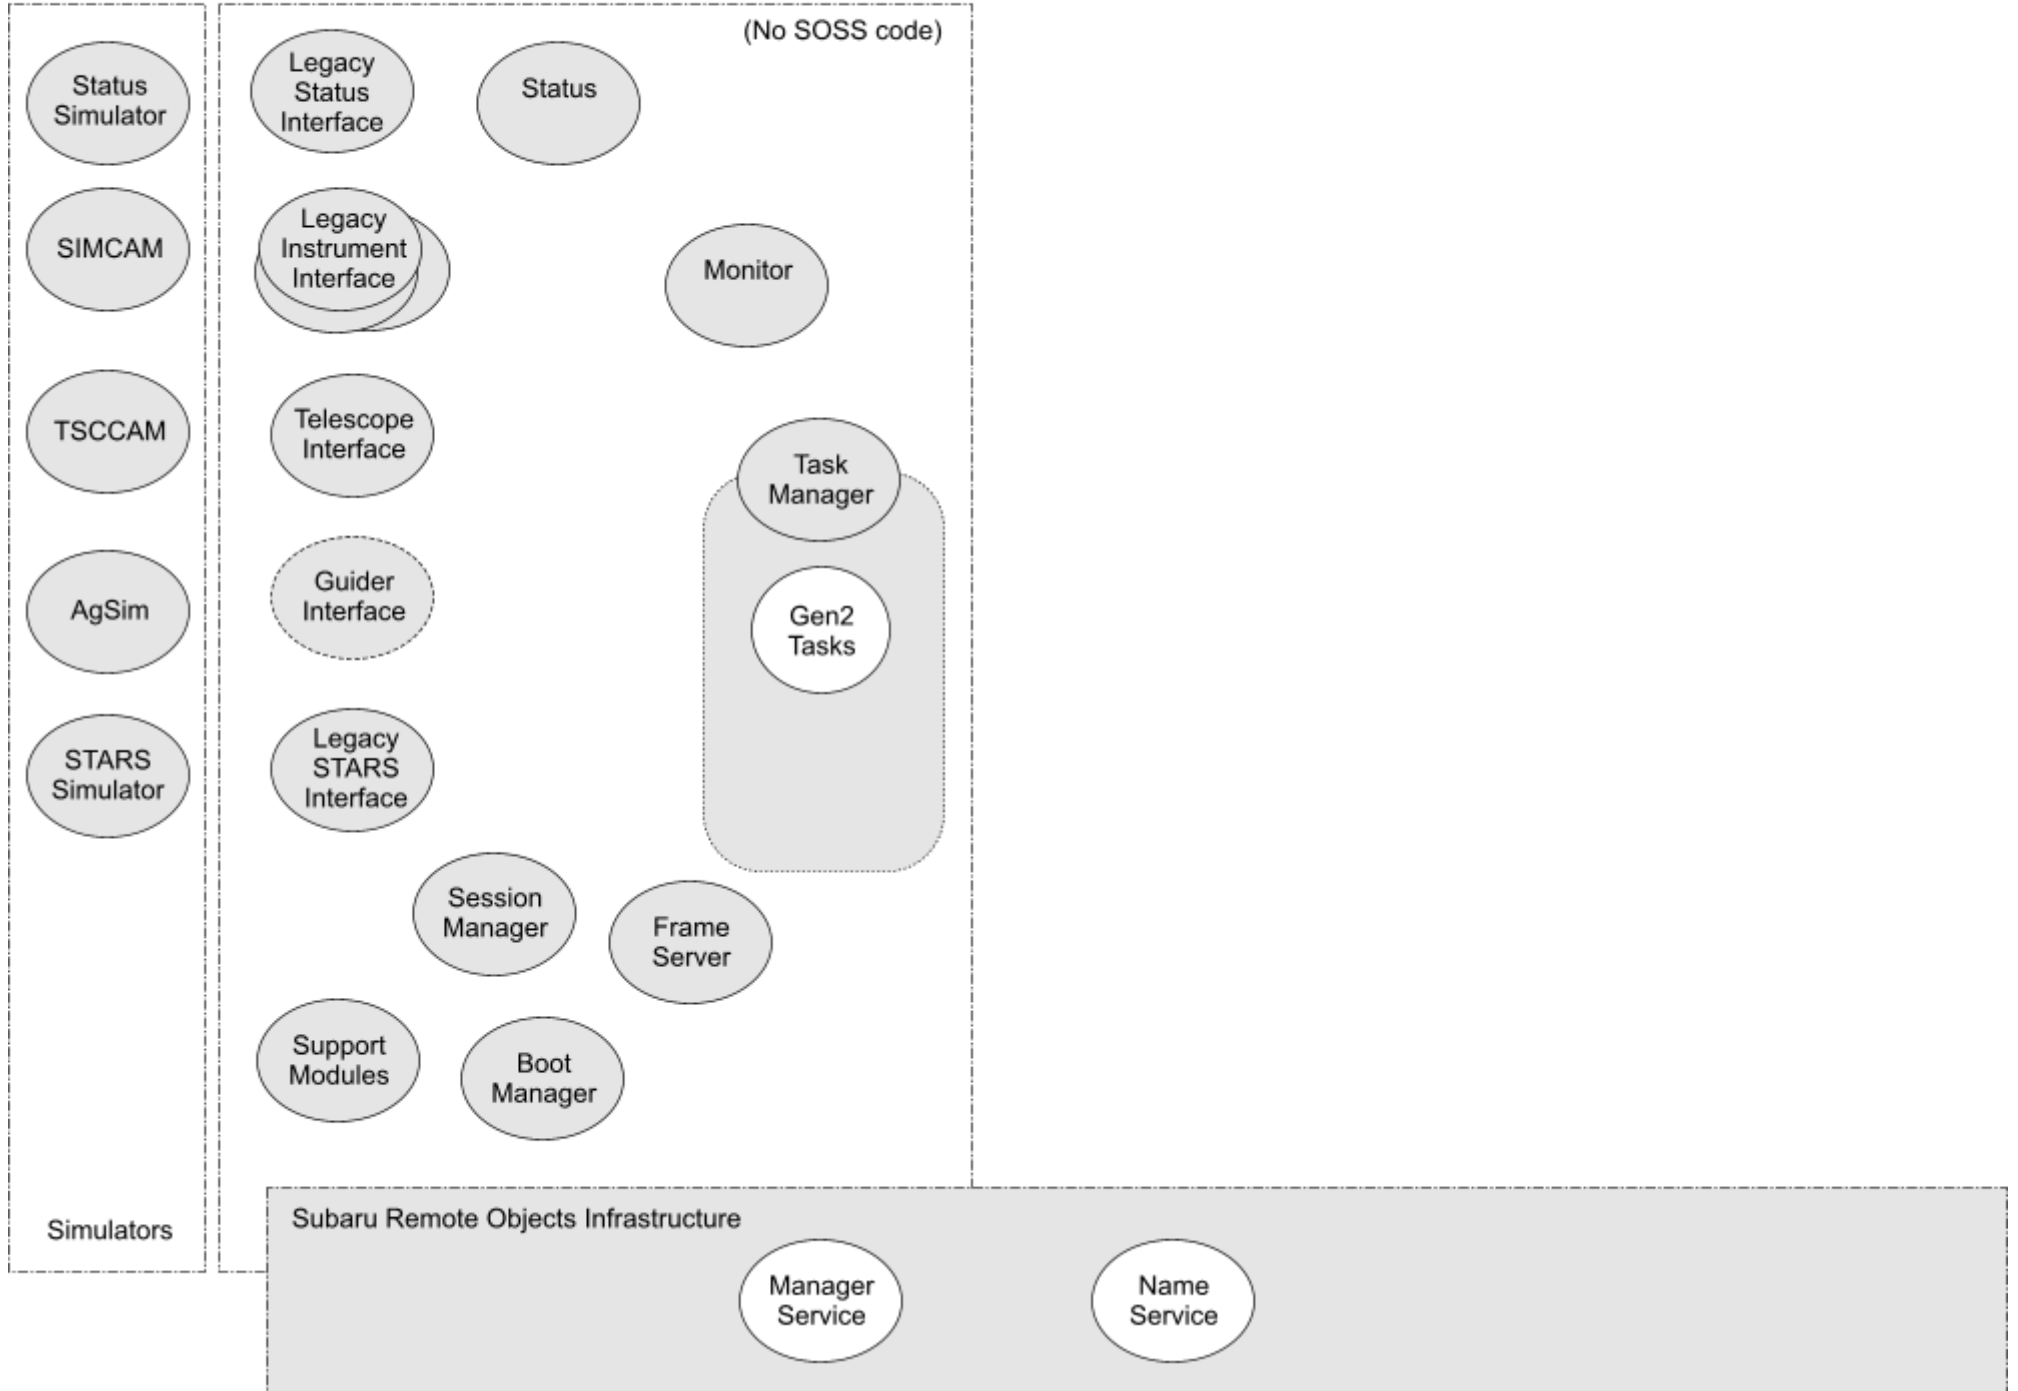 (No SOSS code)
Status
Simulator
Legacy
Status
Interface
Status
SIMCAM
Legacy
Instrument
Interface
Monitor
TSCCAM
Telescope
Interface
Task
Manager
AgSim
Guider
Interface
Gen2
Tasks
STARS
Simulator
Legacy
STARS
Interface
Session
Manager
Frame
Server
Support
Modules
Boot
Manager
Simulators
Subaru Remote Objects Infrastructure
Manager
Service
Name
Service